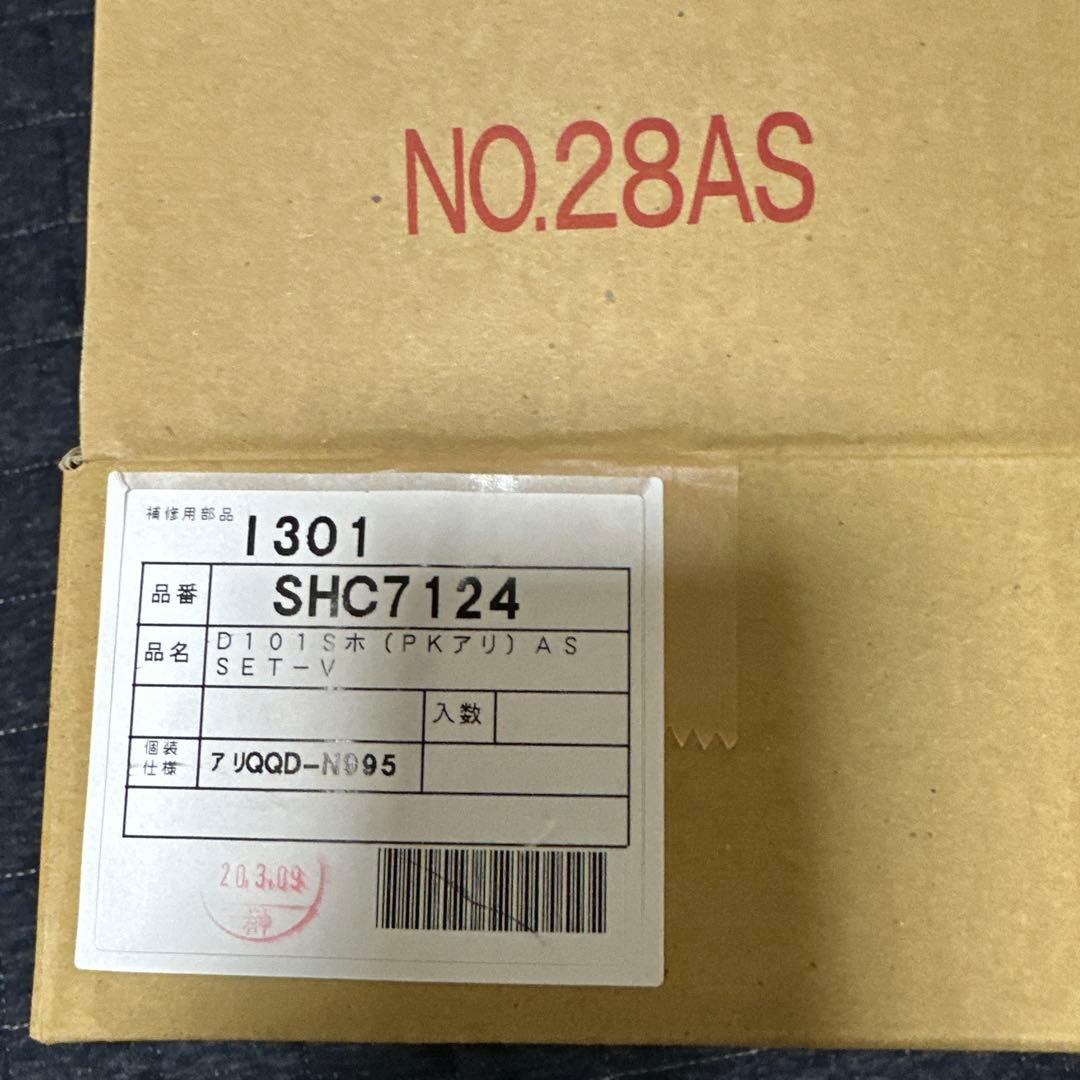 NO.28AS
補修用部品 I301
品番 SHC7124
品名 D101Sホ(PKアリ)AS
SET-V
入数
個装
仕様 アリQQD-N995
20.3.09